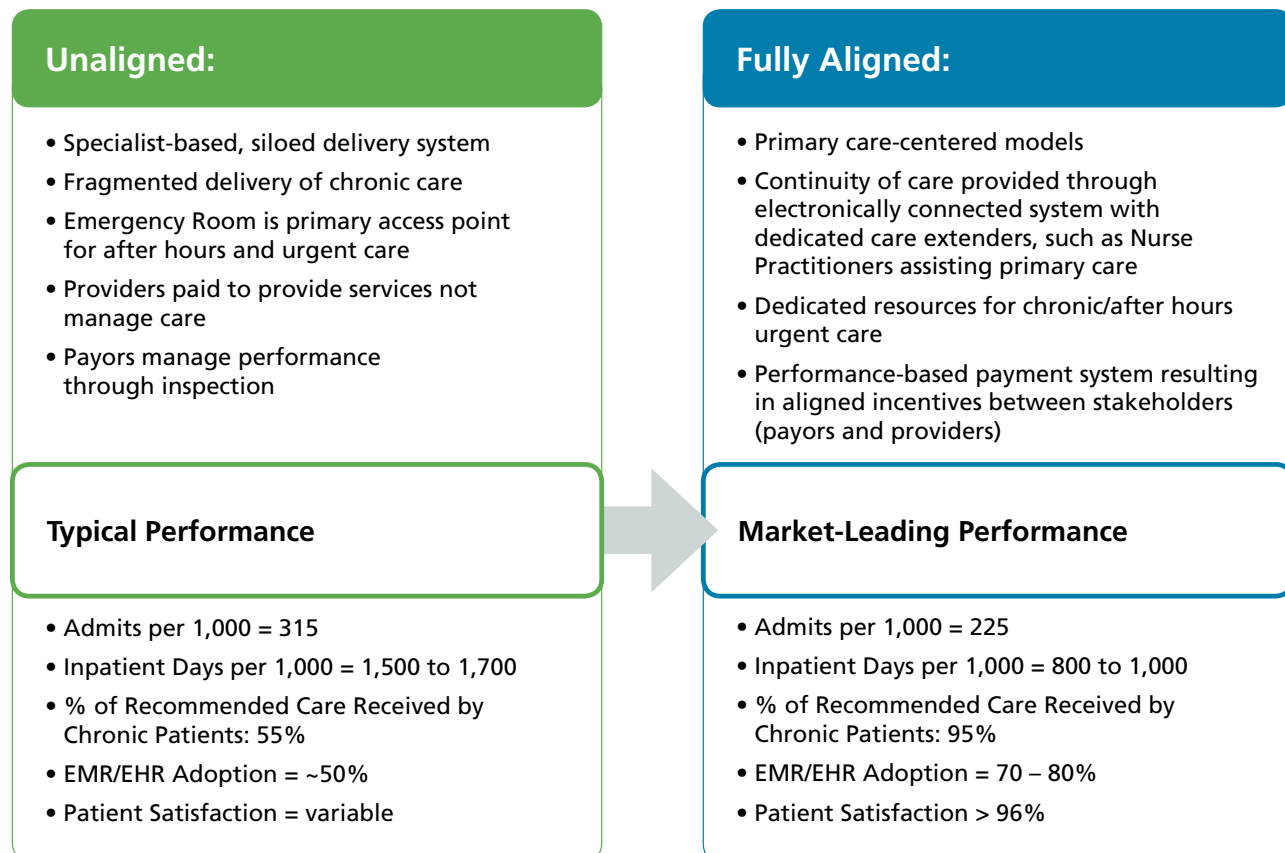 Unaligned:
• Specialist-based, siloed delivery system
• Fragmented delivery of chronic care
• Emergency Room is primary access point
for after hours and urgent care
• Providers paid to provide services not
manage care
• Payors manage performance
through inspection
Typical Performance
• Admits per 1,000 = 315
• Inpatient Days per 1,000 = 1,500 to 1,700
• % of Recommended Care Received by
Chronic Patients: 55%
• EMR/EHR Adoption = ~50%
• Patient Satisfaction = variable
Fully Aligned:
• Primary care-centered models
• Continuity of care provided through
electronically connected system with
dedicated care extenders, such as Nurse
Practitioners assisting primary care
• Dedicated resources for chronic/after hours
urgent care
• Performance-based payment system resulting
in aligned incentives between stakeholders
(payors and providers)
Market-Leading Performance
• Admits per 1,000 = 225
• Inpatient Days per 1,000 = 800 to 1,000
• % of Recommended Care Received by
Chronic Patients: 95%
• EMR/EHR Adoption = 70 – 80%
• Patient Satisfaction > 96%